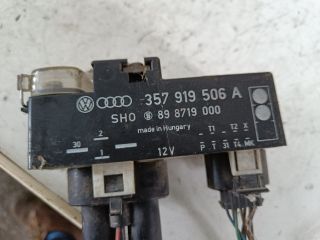 357 919 506 A
SHO 89 8719 000
made in Hungary
2
T1 T2 X
30
1
12V
P T 31 T4 MK